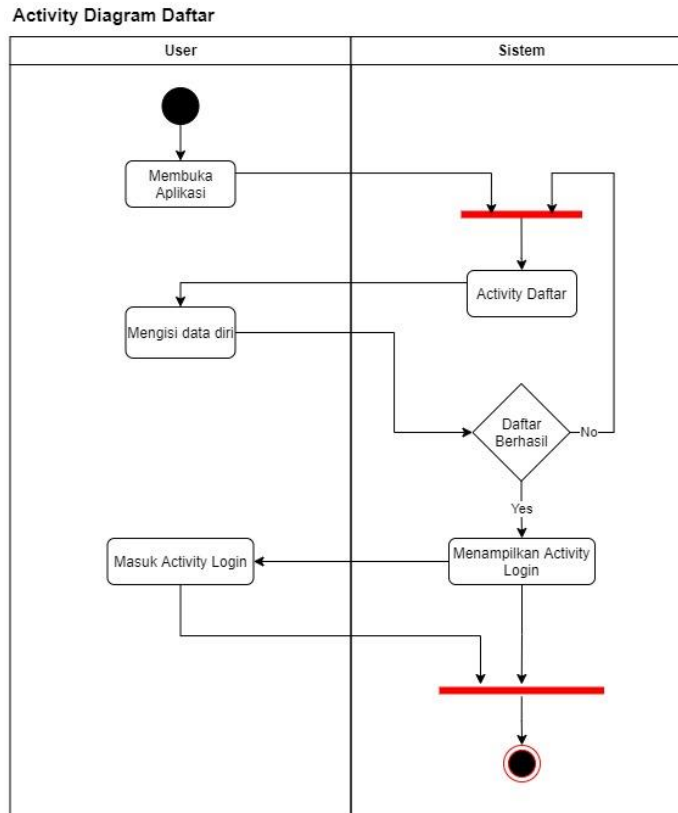 Activity Diagram Daftar
User
Sistem
Membuka
Aplikasi
Activity Daftar
Mengisi data diri
Daftar
Berhasil
No
Yes
Masuk Activity Login
Menampilkan Activity
Login